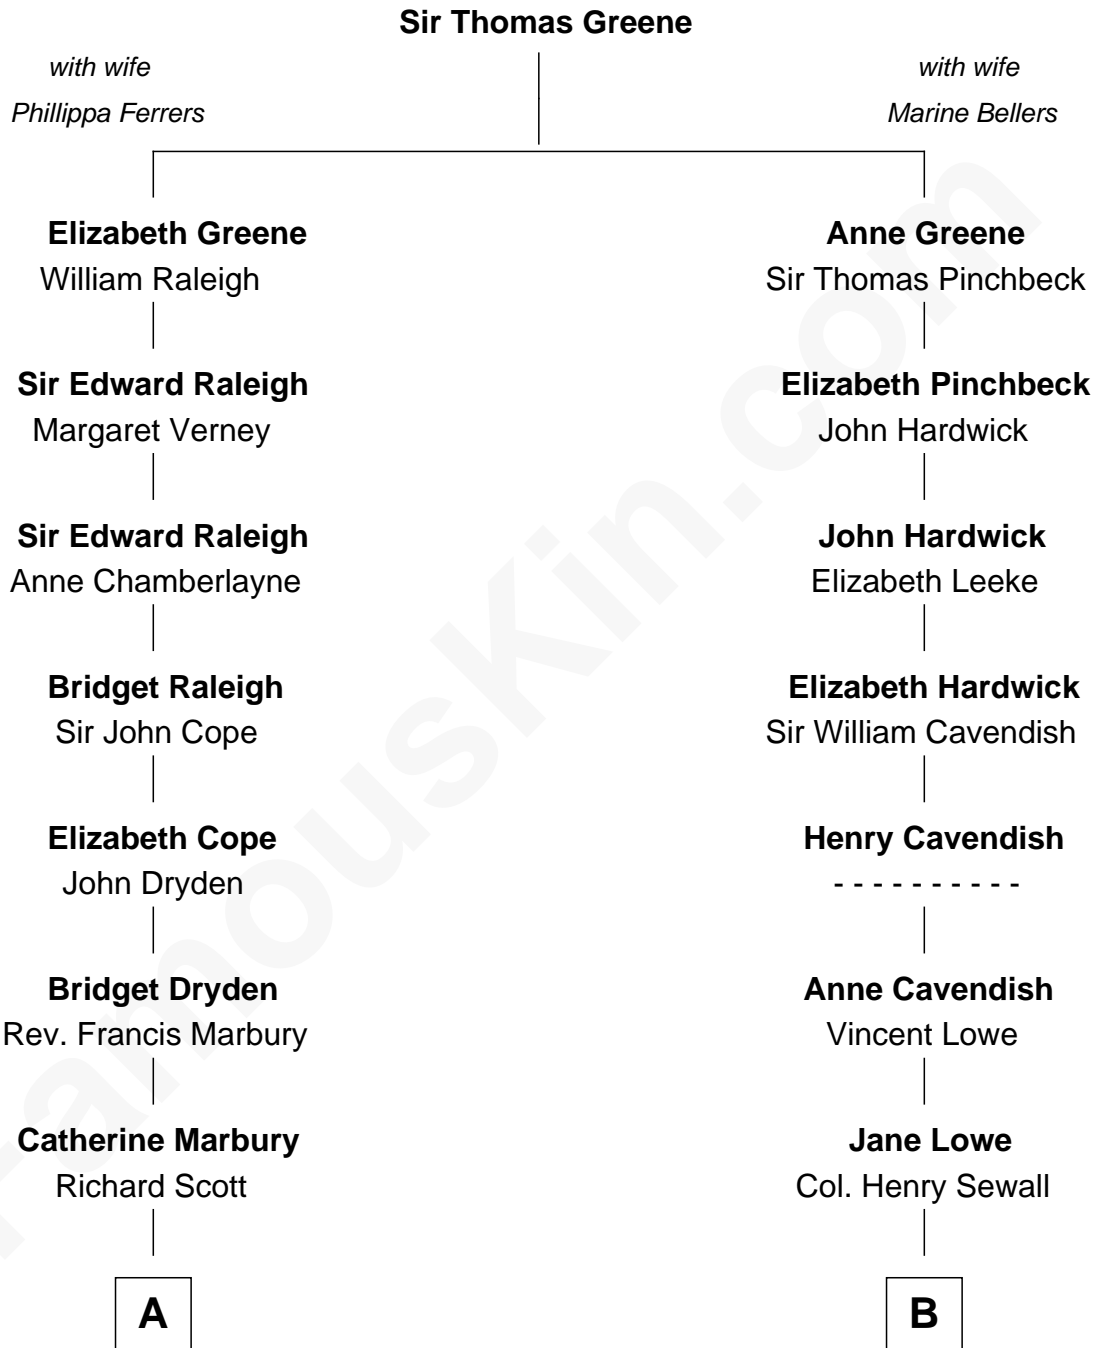 Sir Thomas Greene
with wife
Phillippa Ferrers
with wife
Marine Bellers
Elizabeth Greene
William Raleigh
Anne Greene
Sir Thomas Pinchbeck
Sir Edward Raleigh
Margaret Verney
Elizabeth Pinchbeck
John Hardwick
Sir Edward Raleigh
Anne Chamberlayne
John Hardwick
Elizabeth Leeke
Bridget Raleigh
Sir John Cope
Elizabeth Hardwick
Sir William Cavendish
Elizabeth Cope
John Dryden
Henry Cavendish
- - - - - - - - - -
Bridget Dryden
Rev. Francis Marbury
Anne Cavendish
Vincent Lowe
Catherine Marbury
Richard Scott
Jane Lowe
Col. Henry Sewall
A
B
FamousKin.com